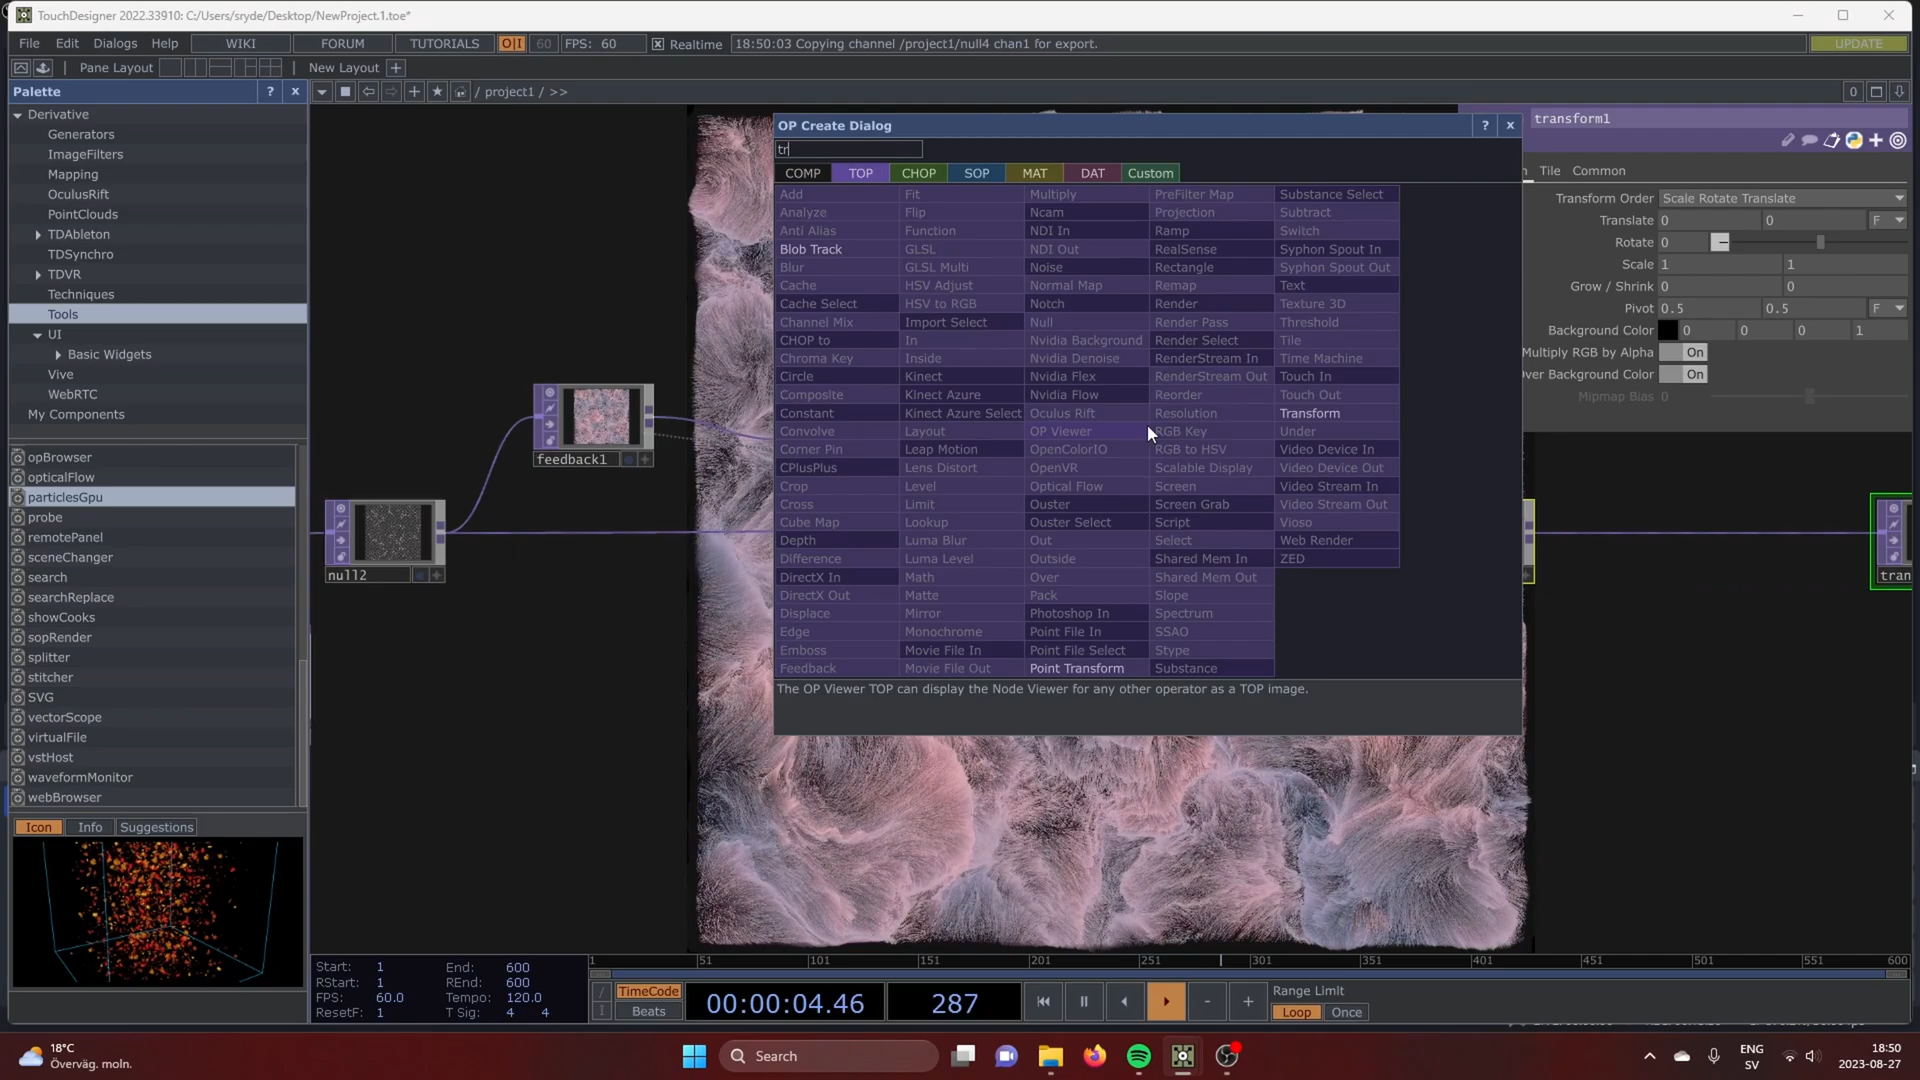 TouchDesigner 2022.33910: C:/Users/sryde/Desktop/NewProject.1.toe*
File Edit Dialogs Help WIKI FORUM TUTORIALS O|I 60 FPS: 60 Realtime 18:50:03 Copying channel /project1/null4 chan1 for export. UPDATE
Pane Layout New Layout +
Palette ? x / project1 / >> 0
Derivative
Generators
ImageFilters
Mapping
OculusRift
PointClouds
TDAbleton
TDSynchro
TDVR
Techniques
Tools
UI
Basic Widgets
Vive
WebRTC
My Components
opBrowser
opticalFlow
particlesGpu
probe
remotePanel
sceneChanger
search
searchReplace
showCooks
sopRender
splitter
stitcher
SVG
vectorScope
virtualFile
vstHost
waveformMonitor
webBrowser
Icon Info Suggestions
feedback1
null2
OP Create Dialog ? x
tr
COMP TOP CHOP SOP MAT DAT Custom
Add Fit Multiply PreFilter Map Substance Select
Analyze Flip Ncam Projection Subtract
Anti Alias Function NDI In Ramp Switch
Blob Track GLSL NDI Out RealSense Syphon Spout In
Blur GLSL Multi Noise Rectangle Syphon Spout Out
Cache HSV Adjust Normal Map Remap Text
Cache Select HSV to RGB Notch Render Texture 3D
Channel Mix Import Select Null Render Pass Threshold
CHOP to In Nvidia Background Render Select Tile
Chroma Key Inside Nvidia Denoise RenderStream In Time Machine
Circle Kinect Nvidia Flex RenderStream Out Touch In
Composite Kinect Azure Nvidia Flow Reorder Touch Out
Constant Kinect Azure Select Oculus Rift Resolution Transform
Convolve Layout OP Viewer RGB Key Under
Corner Pin Leap Motion OpenColorIO RGB to HSV Video Device In
CPlusPlus Lens Distort OpenVR Scalable Display Video Device Out
Crop Level Optical Flow Screen Video Stream In
Cross Limit Ouster Screen Grab Video Stream Out
Cube Map Lookup Ouster Select Script Vioso
Depth Luma Blur Out Select Web Render
Difference Luma Level Outside Shared Mem In ZED
DirectX In Math Over Shared Mem Out
DirectX Out Matte Pack Slope
Displace Mirror Photoshop In Spectrum
Edge Monochrome Point File In SSAO
Emboss Movie File In Point File Select Stype
Feedback Movie File Out Point Transform Substance
The OP Viewer TOP can display the Node Viewer for any other operator as a TOP image.
transform1
Tile Common
Transform Order Scale Rotate Translate
Translate 0 0 F
Rotate 0
Scale 1 1
Grow / Shrink 0 0
Pivot 0.5 0.5 F
Background Color 0 0 0 1
Multiply RGB by Alpha On
ver Background Color On
Mipmap Bias 0
tran
Start: 1 End: 600
RStart: 1 REnd: 600
FPS: 60.0 Tempo: 120.0
ResetF: 1 T Sig: 4 4
1 51 101 151 201 251 301 351 401 451 501 551 600
TimeCode
Beats
00:00:04.46 287 - +
Range Limit
Loop Once
18°C
Överväg. moln.
Search
ENG
SV
18:50
2023-08-27